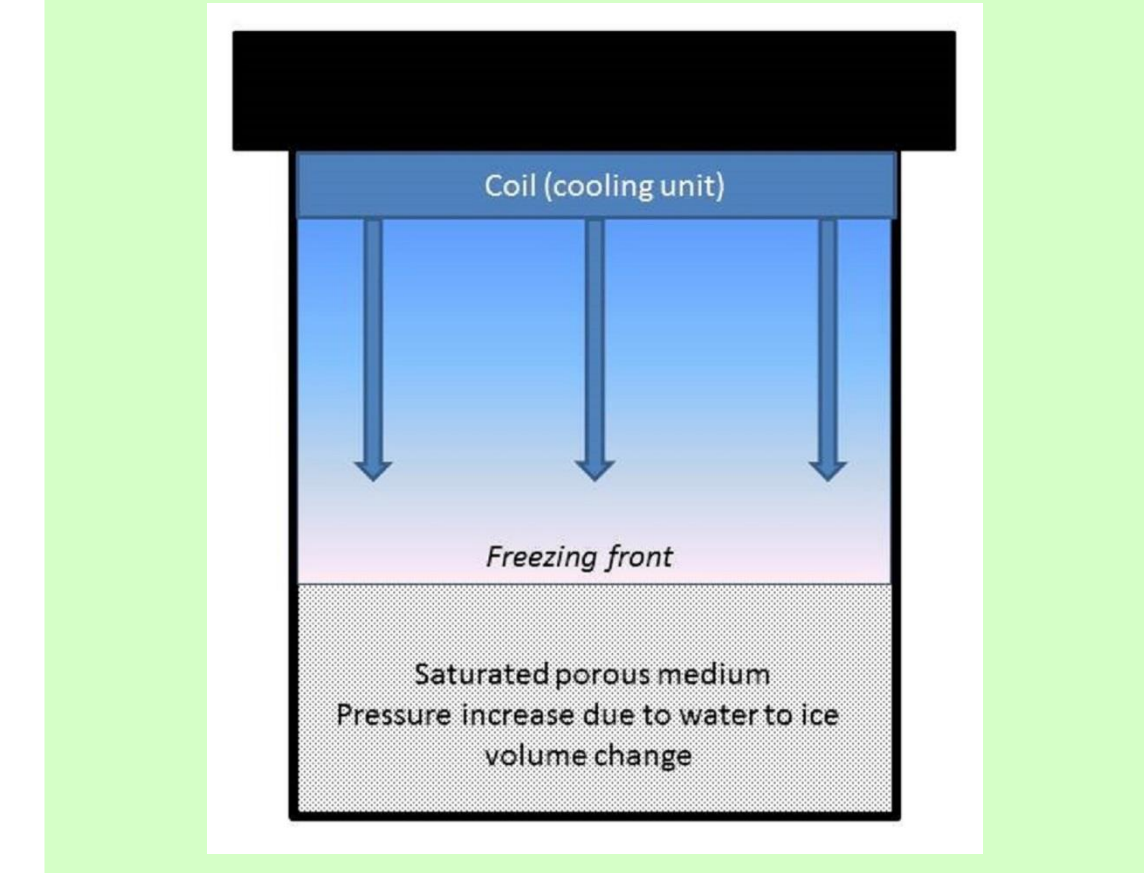 Coil (cooling unit)
Freezing front
Saturated porous medium
Pressure increase due to water to ice
volume change